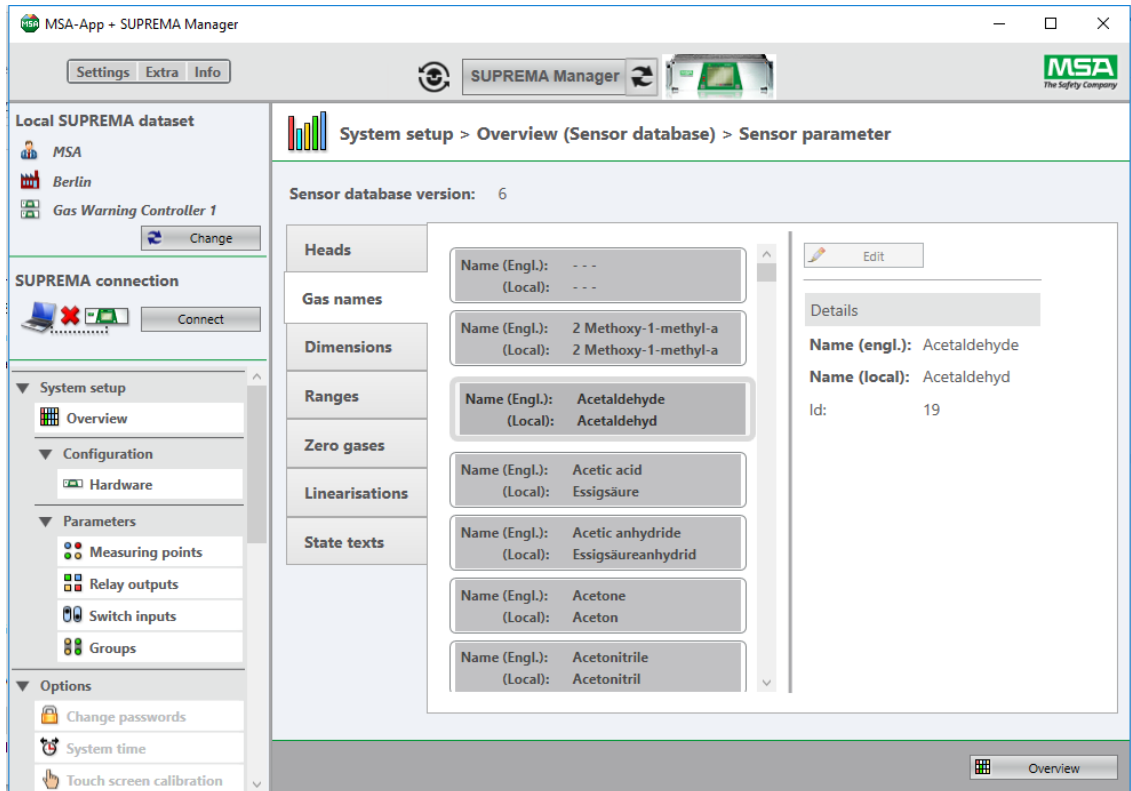 MSA-App + SUPREMA Manager
Settings Extra Info
SUPREMA Manager
MSA
The Safety Company
Local SUPREMA dataset
MSA
Berlin
Gas Warning Controller 1
Change
SUPREMA connection
Connect
System setup
Overview
Configuration
Hardware
Parameters
Measuring points
Relay outputs
Switch inputs
Groups
Options
Change passwords
System time
Touch screen calibration
System setup > Overview (Sensor database) > Sensor parameter
Sensor database version: 6
Heads
Gas names
Dimensions
Ranges
Zero gases
Linearisations
State texts
Name (Engl.): - - -
(Local): - - -
Name (Engl.): 2 Methoxy-1-methyl-a
(Local): 2 Methoxy-1-methyl-a
Name (Engl.): Acetaldehyde
(Local): Acetaldehyd
Name (Engl.): Acetic acid
(Local): Essigsäure
Name (Engl.): Acetic anhydride
(Local): Essigsäureanhydrid
Name (Engl.): Acetone
(Local): Aceton
Name (Engl.): Acetonitrile
(Local): Acetonitril
Edit
Details
Name (engl.): Acetaldehyde
Name (local): Acetaldehyd
Id: 19
Overview